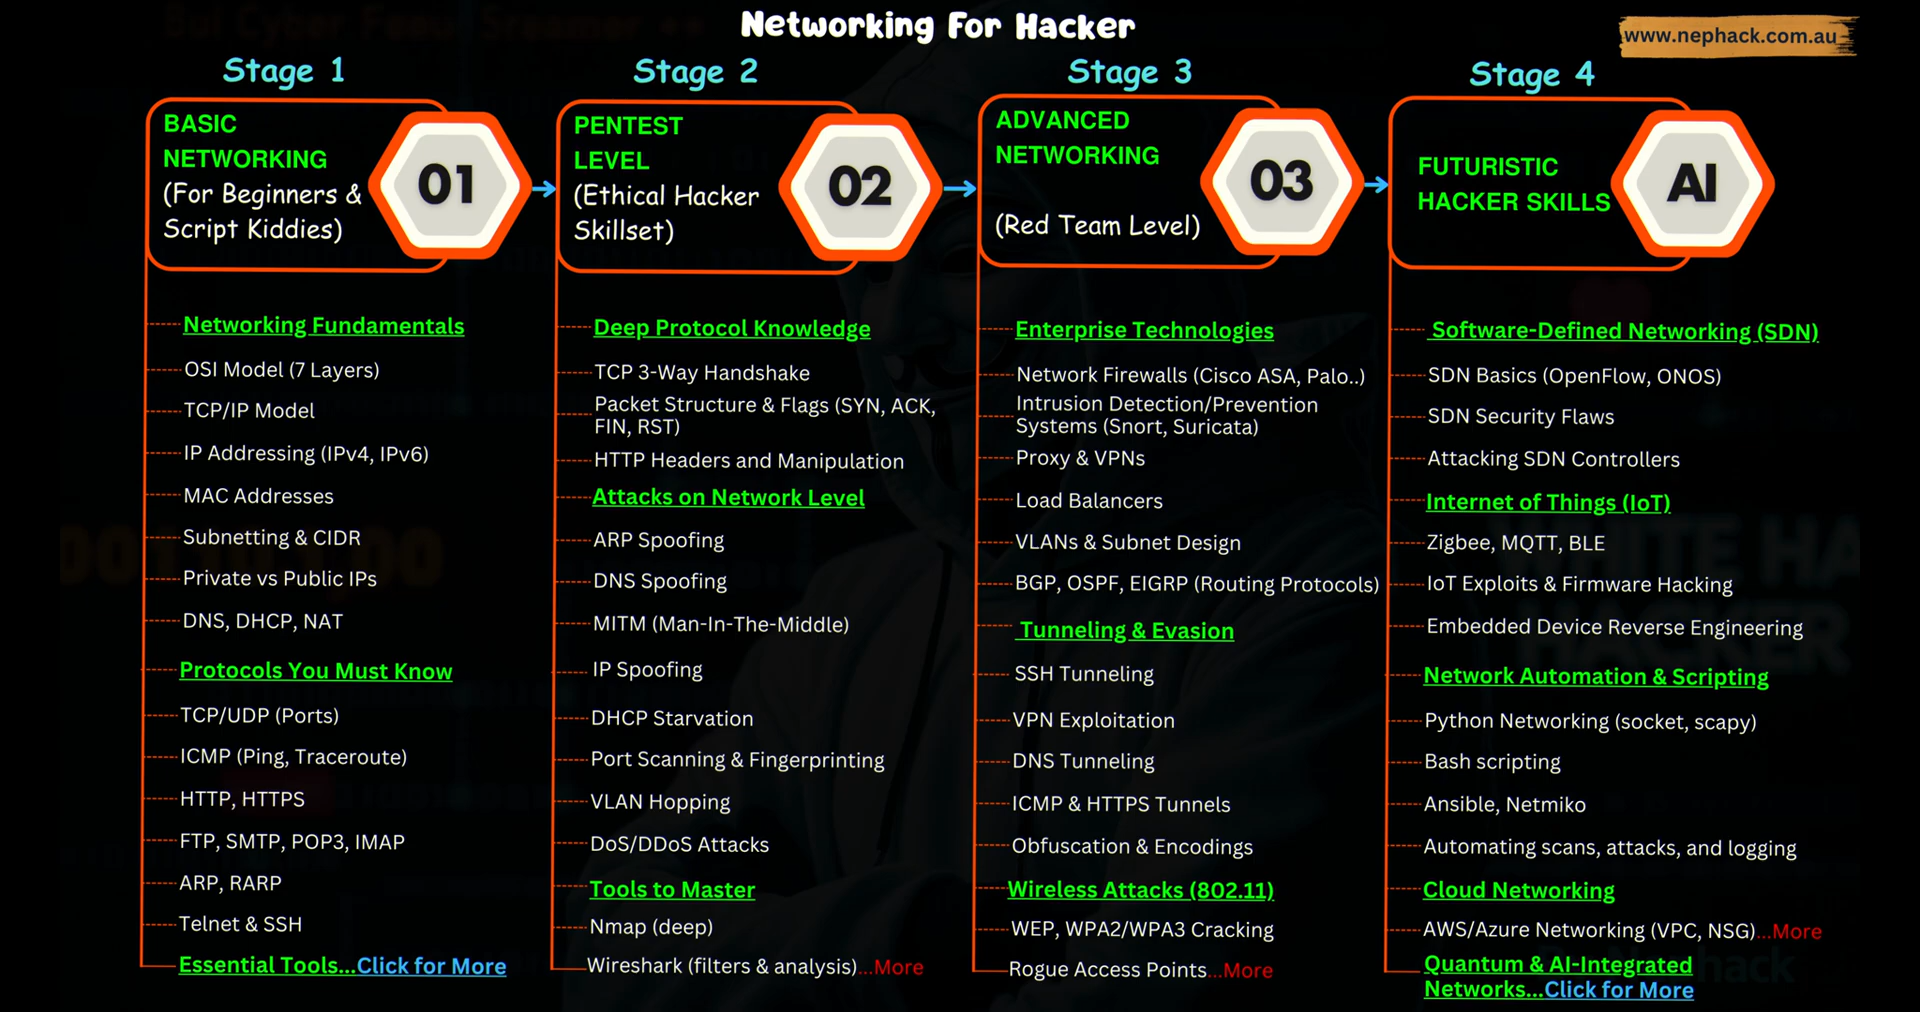 Networking For Hacker
www.nephack.com.au
Stage 1
BASIC
NETWORKING
(For Beginners &
Script Kiddies)
01
Networking Fundamentals
OSI Model (7 Layers)
TCP/IP Model
IP Addressing (IPv4, IPv6)
MAC Addresses
Subnetting & CIDR
Private vs Public IPs
DNS, DHCP, NAT
Protocols You Must Know
TCP/UDP (Ports)
ICMP (Ping, Traceroute)
HTTP, HTTPS
FTP, SMTP, POP3, IMAP
ARP, RARP
Telnet & SSH
Essential Tools...Click for More
Stage 2
PENTEST
LEVEL
(Ethical Hacker
Skillset)
02
Deep Protocol Knowledge
TCP 3-Way Handshake
Packet Structure & Flags (SYN, ACK,
FIN, RST)
HTTP Headers and Manipulation
Attacks on Network Level
ARP Spoofing
DNS Spoofing
MITM (Man-In-The-Middle)
IP Spoofing
DHCP Starvation
Port Scanning & Fingerprinting
VLAN Hopping
DoS/DDoS Attacks
Tools to Master
Nmap (deep)
Wireshark (filters & analysis)...More
Stage 3
ADVANCED
NETWORKING
(Red Team Level)
03
Enterprise Technologies
Network Firewalls (Cisco ASA, Palo..)
Intrusion Detection/Prevention
Systems (Snort, Suricata)
Proxy & VPNs
Load Balancers
VLANs & Subnet Design
BGP, OSPF, EIGRP (Routing Protocols)
Tunneling & Evasion
SSH Tunneling
VPN Exploitation
DNS Tunneling
ICMP & HTTPS Tunnels
Obfuscation & Encodings
Wireless Attacks (802.11)
WEP, WPA2/WPA3 Cracking
Rogue Access Points...More
Stage 4
FUTURISTIC
HACKER SKILLS
AI
Software-Defined Networking (SDN)
SDN Basics (OpenFlow, ONOS)
SDN Security Flaws
Attacking SDN Controllers
Internet of Things (IoT)
Zigbee, MQTT, BLE
IoT Exploits & Firmware Hacking
Embedded Device Reverse Engineering
Network Automation & Scripting
Python Networking (socket, scapy)
Bash scripting
Ansible, Netmiko
Automating scans, attacks, and logging
Cloud Networking
AWS/Azure Networking (VPC, NSG)...More
Quantum & AI-Integrated
Networks...Click for More